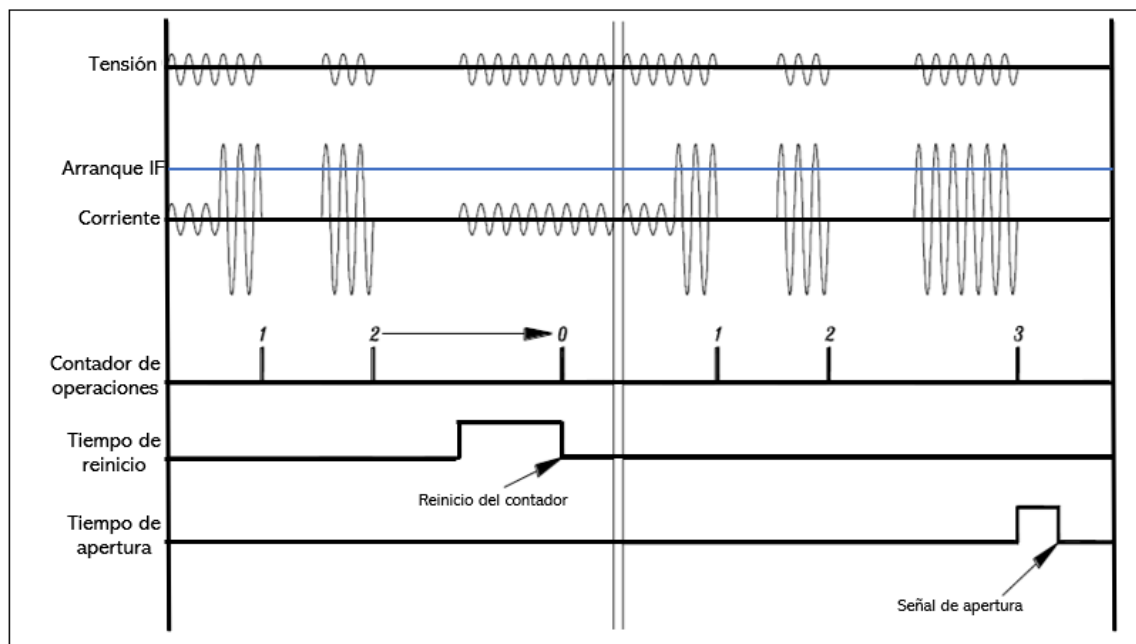 Tensión
Arranque IF
Corriente
1
2
0
1
2
3
Contador de
operaciones
Tiempo de
reinicio
Reinicio del contador
Tiempo de
apertura
Señal de apertura